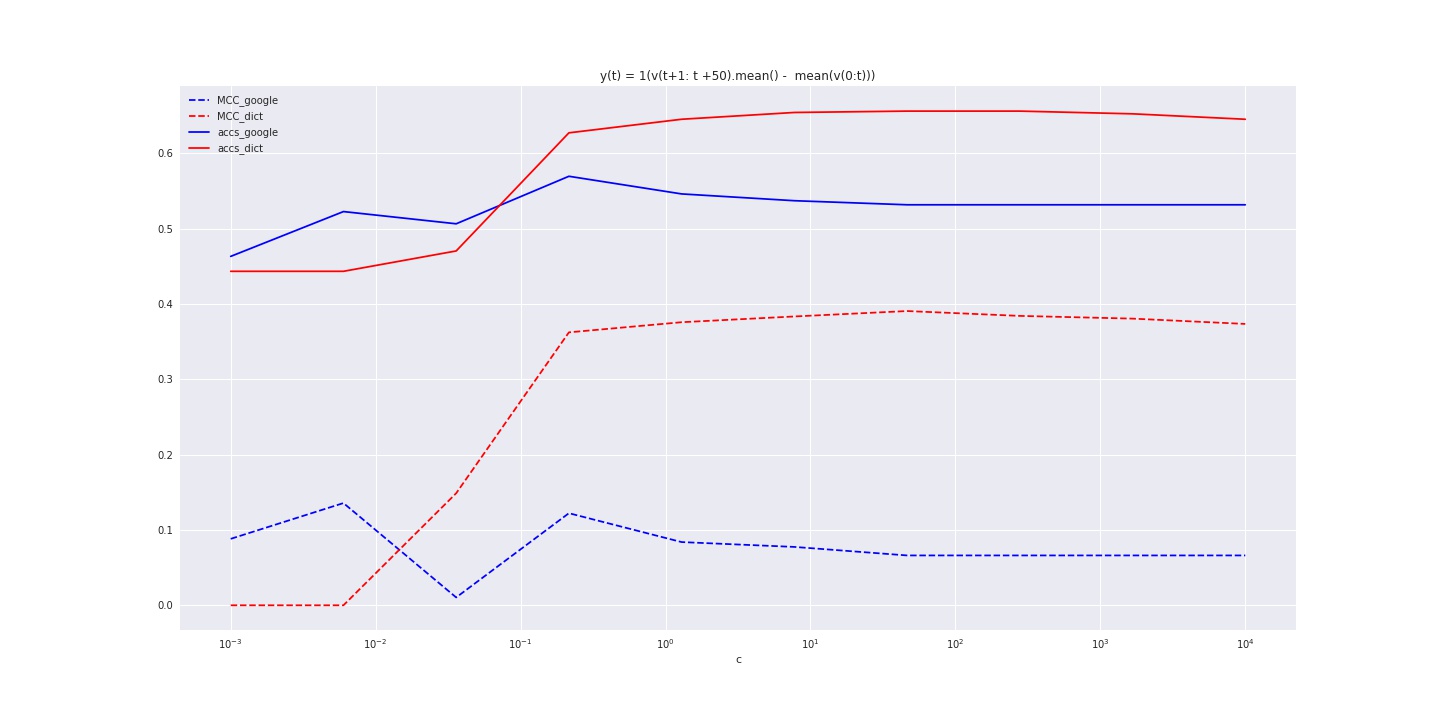 y(t) = 1(v(t+1: t +50).mean() -  mean(v(0:t)))
MCC_google
MCC_dict
accs_google
accs_dict
0.6
0.5
0.4
0.3
0.2
0.1
0.0
10⁻³ 10⁻² 10⁻¹ 10⁰ 10¹ 10² 10³ 10⁴
c